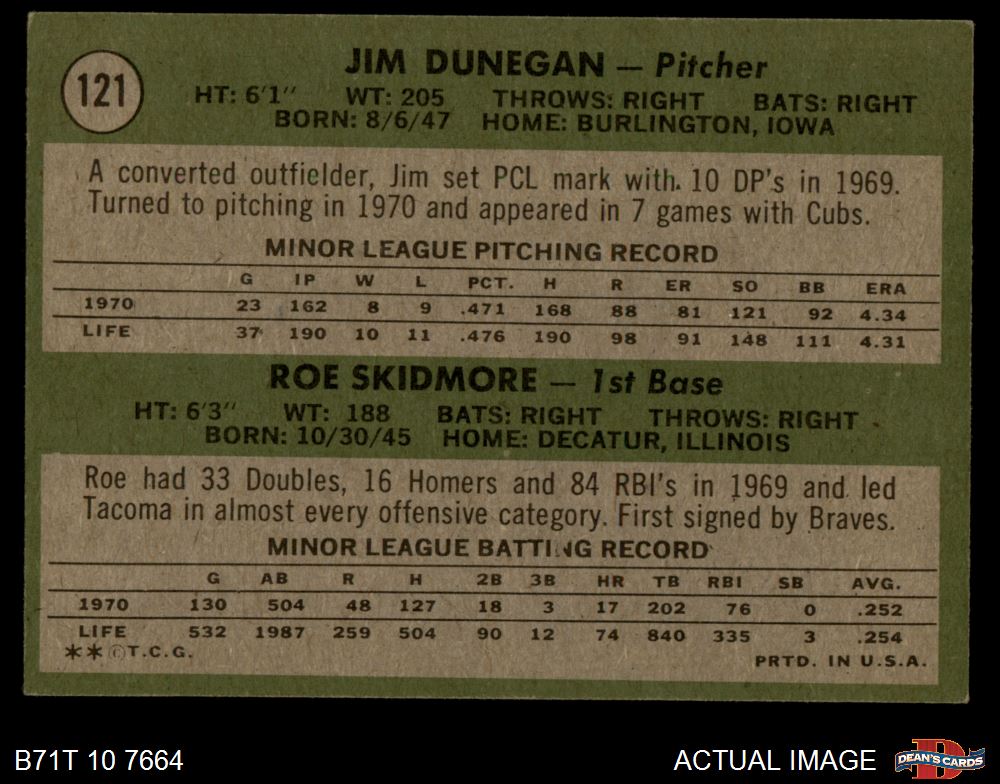 121
JIM DUNEGAN — Pitcher
HT: 6'1" WT: 205 THROWS: RIGHT BATS: RIGHT
BORN: 8/6/47 HOME: BURLINGTON, IOWA
A converted outfielder, Jim set PCL mark with 10 DP's in 1969.
Turned to pitching in 1970 and appeared in 7 games with Cubs.
MINOR LEAGUE PITCHING RECORD
G IP W L PCT. H R ER SO BB ERA
1970 23 162 8 9 .471 168 88 81 121 92 4.34
LIFE 37 190 10 11 .476 190 98 91 148 111 4.31
ROE SKIDMORE — 1st Base
HT: 6'3" WT: 188 BATS: RIGHT THROWS: RIGHT
BORN: 10/30/45 HOME: DECATUR, ILLINOIS
Roe had 33 Doubles, 16 Homers and 84 RBI's in 1969 and led
Tacoma in almost every offensive category. First signed by Braves.
MINOR LEAGUE BATTING RECORD
G AB R H 2B 3B HR TB RBI SB AVG.
1970 130 504 48 127 18 3 17 202 76 0 .252
LIFE 532 1987 259 504 90 12 74 840 335 3 .254
** ©T.C.G.
PRTD. IN U.S.A.
B71T 10 7664
ACTUAL IMAGE
DEAN'S CARDS